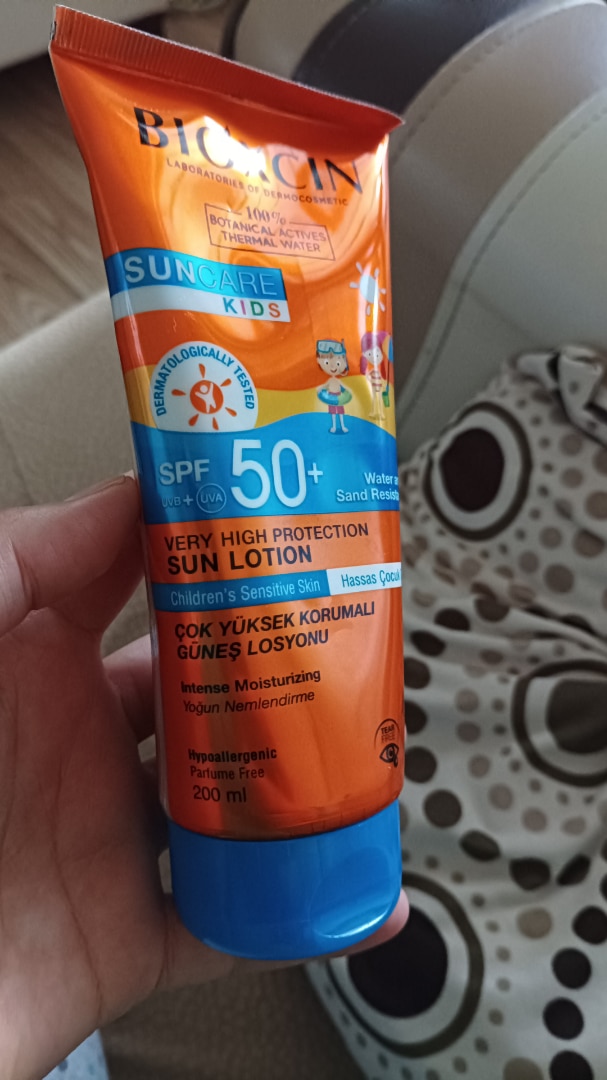 BIOXCIN
LABORATORIES OF DERMOCOSMETIC
100%
BOTANICAL ACTIVES
THERMAL WATER
SUNCARE
KIDS
DERMATOLOGICALLY TESTED
SPF 50+
UVB + UVA
Water
Sand
VERY HIGH PROTECTION
SUN LOTION
Children's Sensitive Skin Hassas
ÇOK YÜKSEK KORUMALI
GÜNEŞ LOSYONU
Intense Moisturizing
Yoğun Nemlendirme
TEAR
FREE
Hypoallergenic
Parfume Free
200 ml